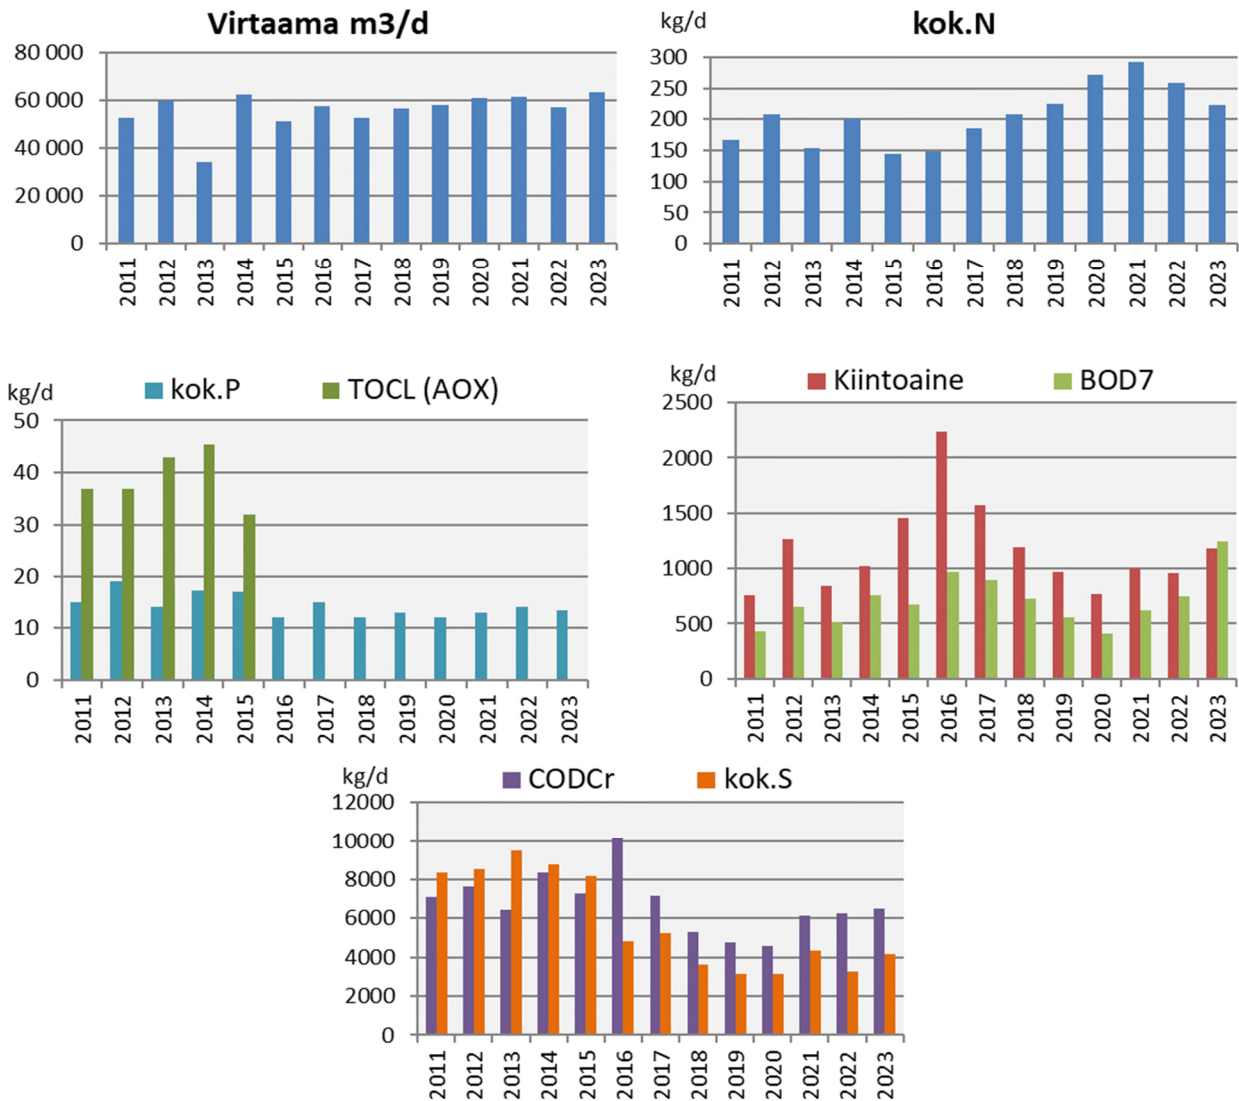 Virtaama m3/d
80 000
60 000
40 000
20 000
0
2011 2012 2013 2014 2015 2016 2017 2018 2019 2020 2021 2022 2023
kg/d
kok.N
300
250
200
150
100
50
0
2011 2012 2013 2014 2015 2016 2017 2018 2019 2020 2021 2022 2023
kg/d
kok.P TOCL (AOX)
50
40
30
20
10
0
2011 2012 2013 2014 2015 2016 2017 2018 2019 2020 2021 2022 2023
kg/d
Kiintoaine BOD7
2500
2000
1500
1000
500
0
2011 2012 2013 2014 2015 2016 2017 2018 2019 2020 2021 2022 2023
kg/d
CODCr kok.S
12000
10000
8000
6000
4000
2000
0
2011 2012 2013 2014 2015 2016 2017 2018 2019 2020 2021 2022 2023